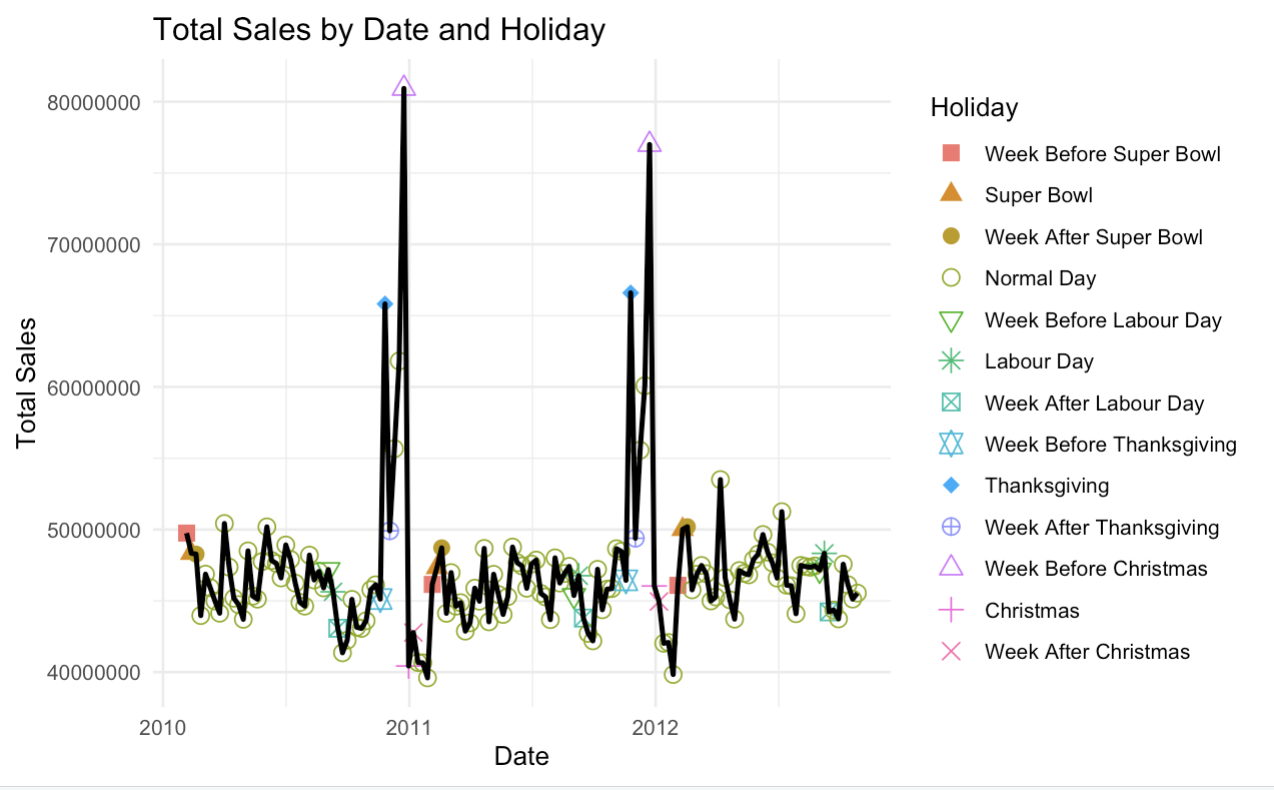 Total Sales by Date and Holiday
80000000
70000000
60000000
50000000
40000000
Total Sales
2010
2011
2012
Date
Holiday
Week Before Super Bowl
Super Bowl
Week After Super Bowl
Normal Day
Week Before Labour Day
Labour Day
Week After Labour Day
Week Before Thanksgiving
Thanksgiving
Week After Thanksgiving
Week Before Christmas
Christmas
Week After Christmas